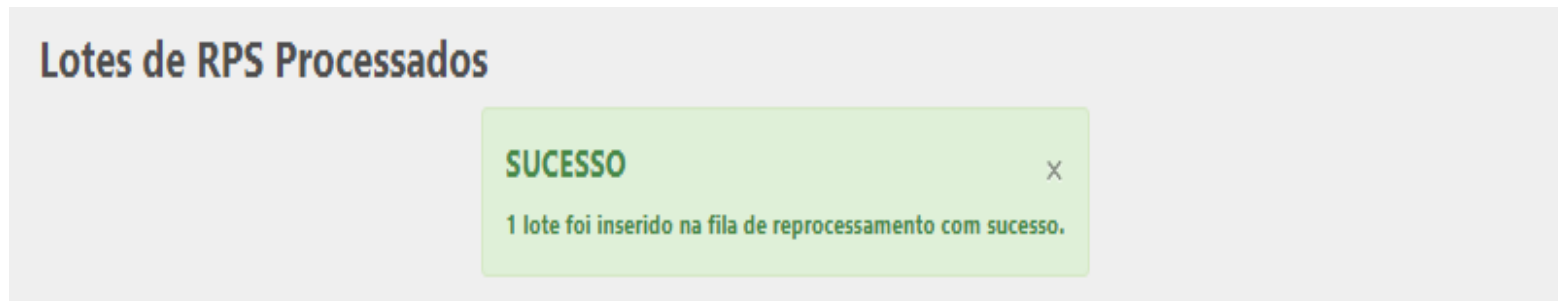 Lotes de RPS Processados
SUCESSO
x
1 lote foi inserido na fila de reprocessamento com sucesso.